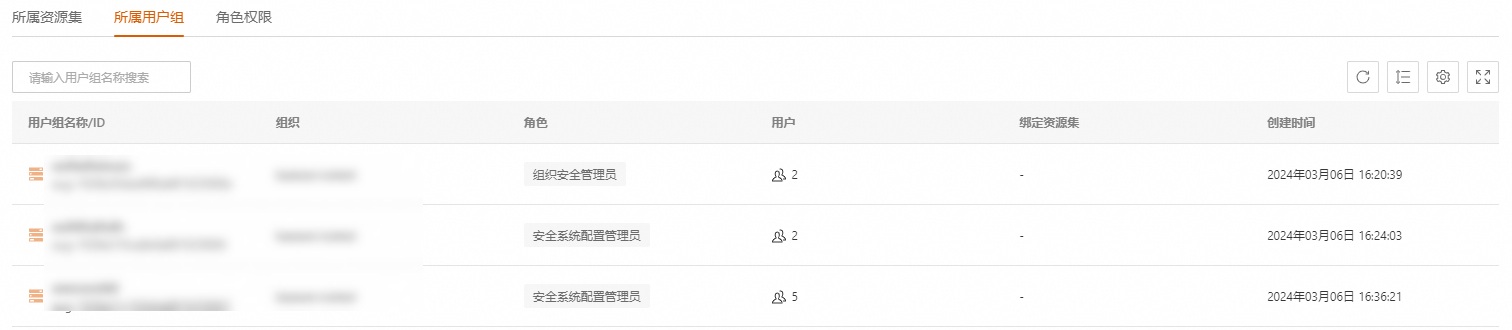 所属资源集 所属用户组 角色权限
请输入用户组名称搜索
用户组名称/ID 组织 角色 用户 绑定资源集 创建时间
组织安全管理员 2 - 2024年03月06日 16:20:39
安全系统配置管理员 2 - 2024年03月06日 16:24:03
安全系统配置管理员 5 - 2024年03月06日 16:36:21